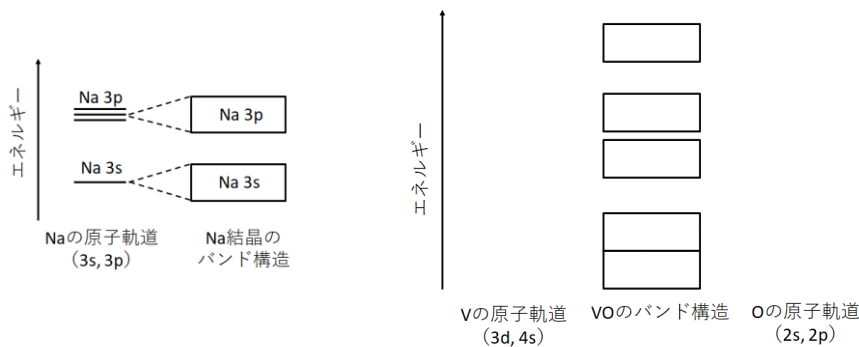 エネルギー
Na 3p
Na 3p
Na 3s
Na 3s
Naの原子軌道
(3s, 3p)
Na結晶の
バンド構造
エネルギー
Vの原子軌道
(3d, 4s)
VOのバンド構造
Oの原子軌道
(2s, 2p)